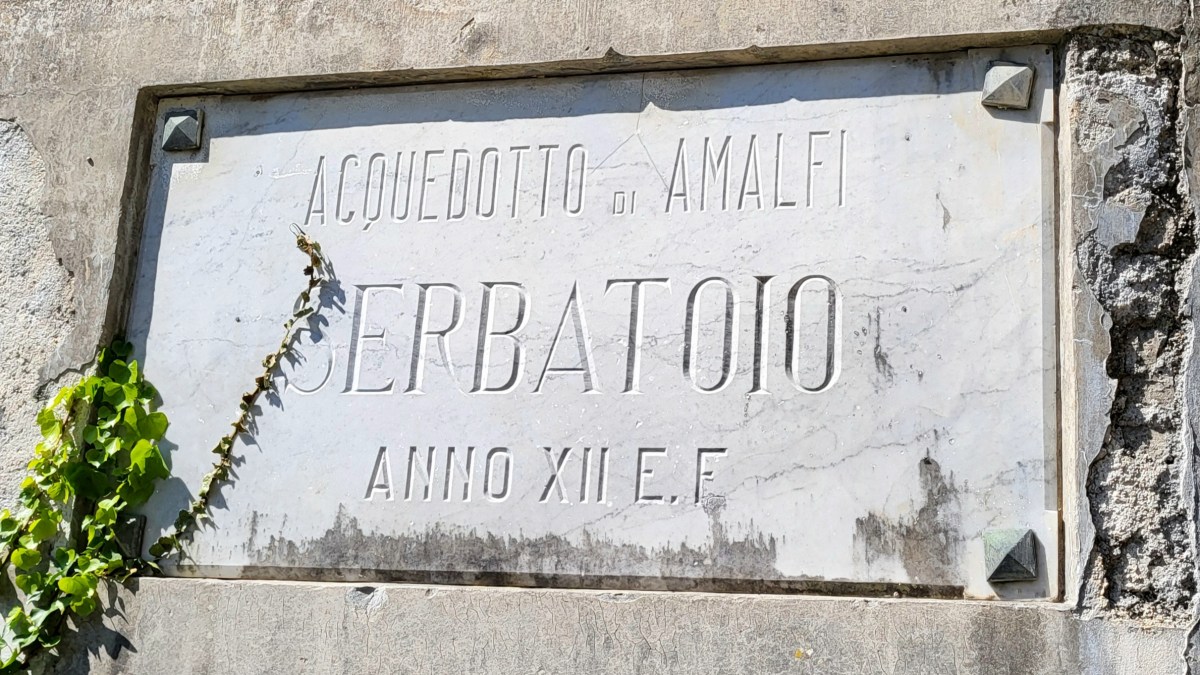 ACQUEDOTTO DI AMALFI
SERBATOIO
ANNO XII E. F.